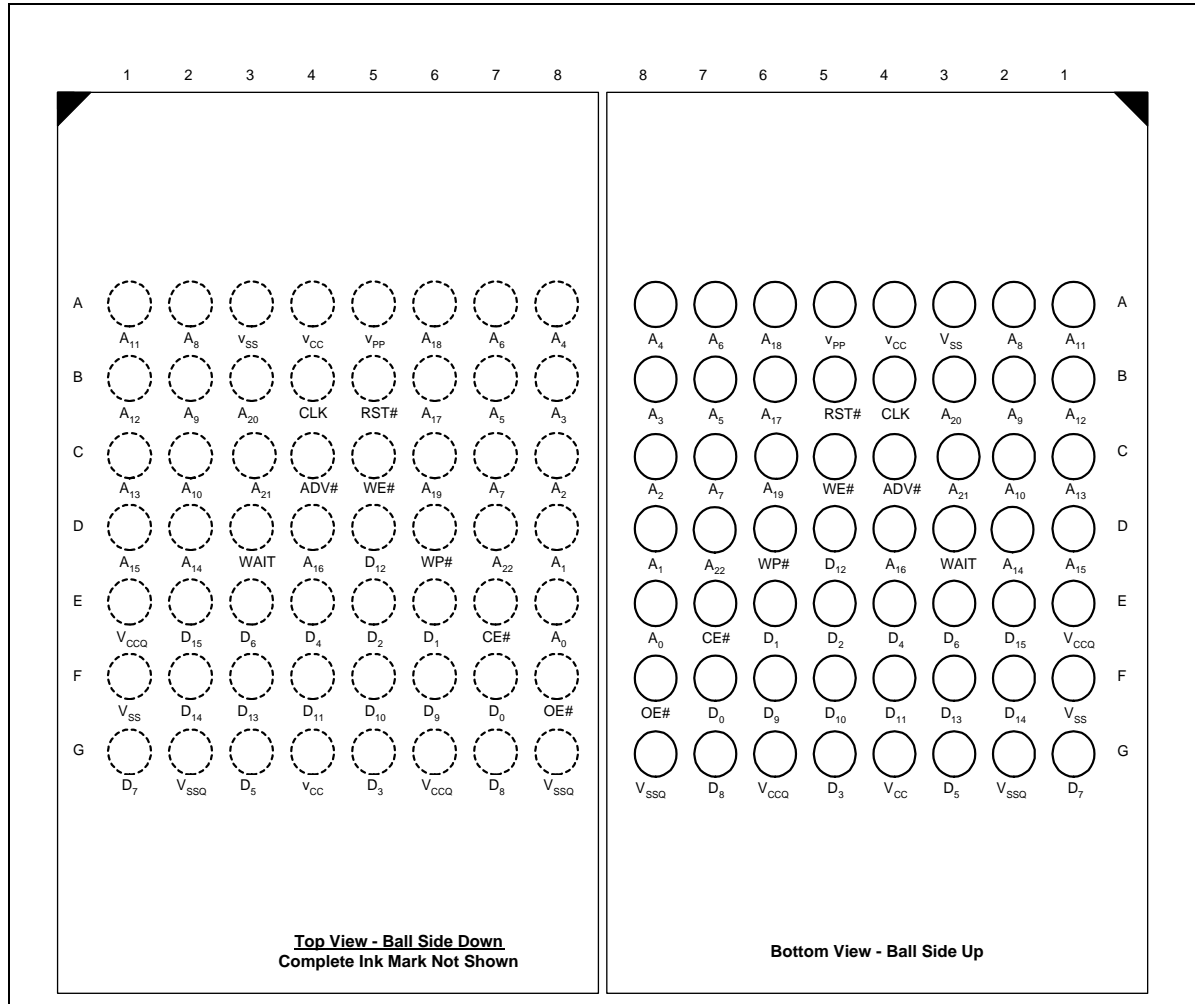 1 2 3 4 5 6 7 8 8 7 6 5 4 3 2 1
A A
A₁₁ A₈ vSS vCC vPP A₁₈ A₆ A₄ A₄ A₆ A₁₈ vPP vCC VSS A₈ A₁₁
B B
A₁₂ A₉ A₂₀ CLK RST# A₁₇ A₅ A₃ A₃ A₅ A₁₇ RST# CLK A₂₀ A₉ A₁₂
C C
A₁₃ A₁₀ A₂₁ ADV# WE# A₁₉ A₇ A₂ A₂ A₇ A₁₉ WE# ADV# A₂₁ A₁₀ A₁₃
D D
A₁₅ A₁₄ WAIT A₁₆ D₁₂ WP# A₂₂ A₁ A₁ A₂₂ WP# D₁₂ A₁₆ WAIT A₁₄ A₁₅
E E
VCCQ D₁₅ D₆ D₄ D₂ D₁ CE# A₀ A₀ CE# D₁ D₂ D₄ D₆ D₁₅ VCCQ
F F
VSS D₁₄ D₁₃ D₁₁ D₁₀ D₉ D₀ OE# OE# D₀ D₉ D₁₀ D₁₁ D₁₃ D₁₄ VSS
G G
D₇ VSSQ D₅ vCC D₃ VCCQ D₈ VSSQ VSSQ D₈ VCCQ D₃ VCC D₅ VSSQ D₇
Top View - Ball Side Down
Complete Ink Mark Not Shown
Bottom View - Ball Side Up